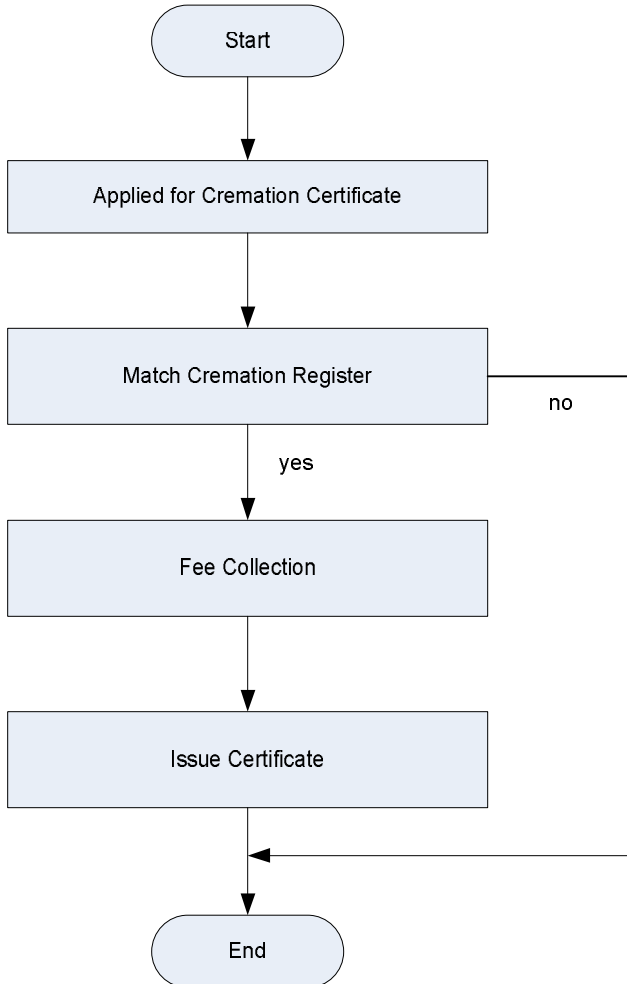 Start
Applied for Cremation Certificate
Match Cremation Register
no
yes
Fee Collection
Issue Certificate
End